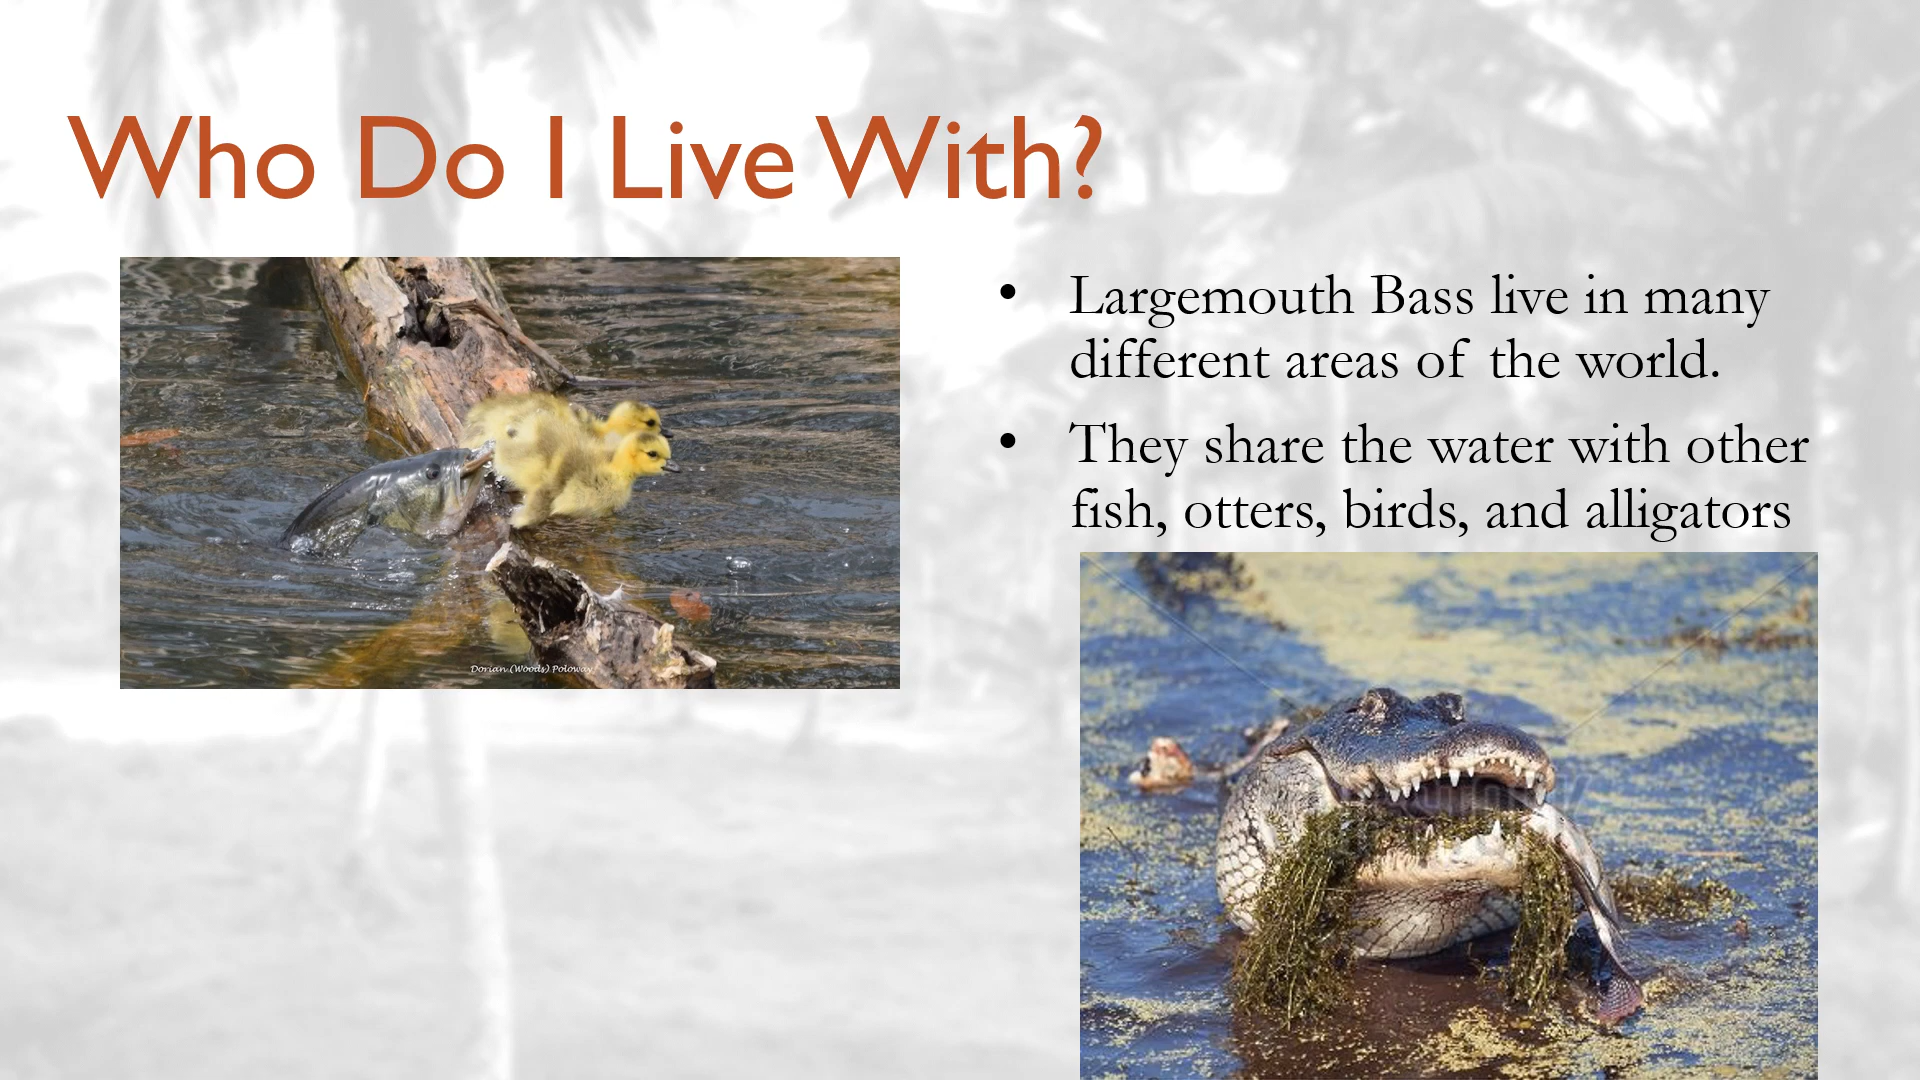 Who Do I Live With?
• Largemouth Bass live in many
different areas of the world.
• They share the water with other
fish, otters, birds, and alligators
Dorian (Woods) Poloway